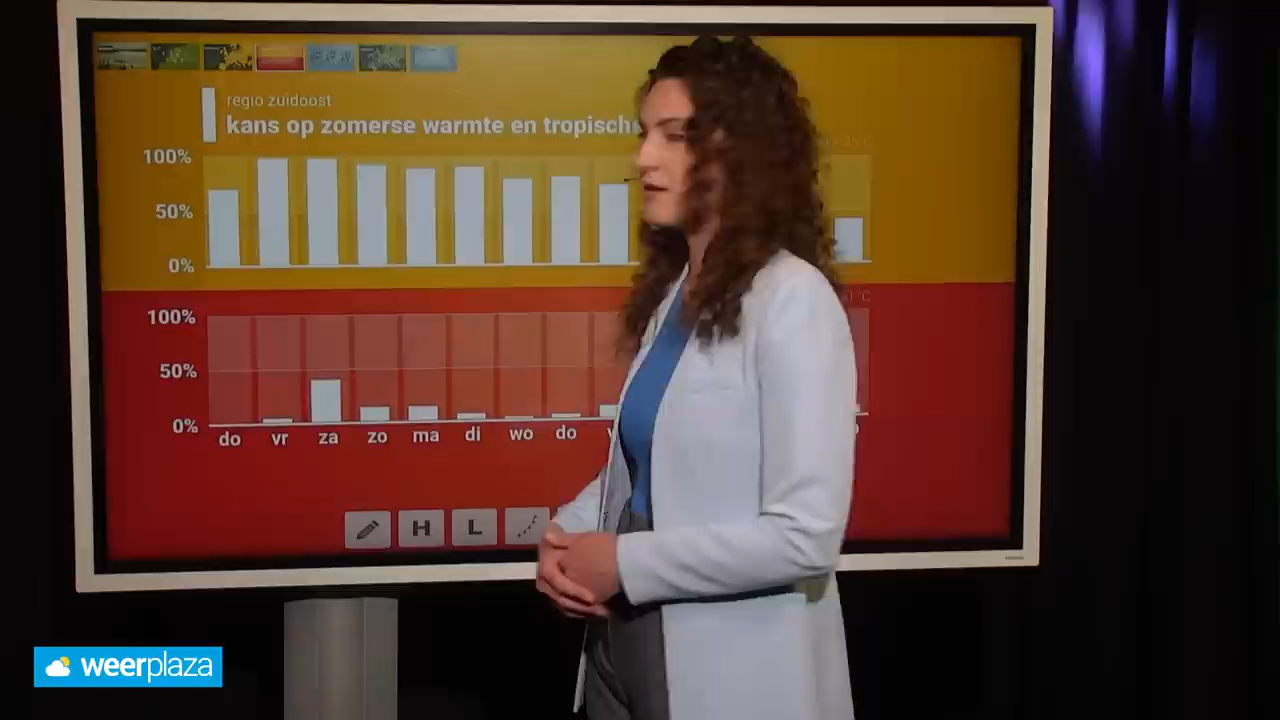 regio zuidoost
kans op zomerse warmte en tropische
100%
50%
0%
°C
100%
50%
0%
do vr za zo ma di wo do
H L
weerplaza